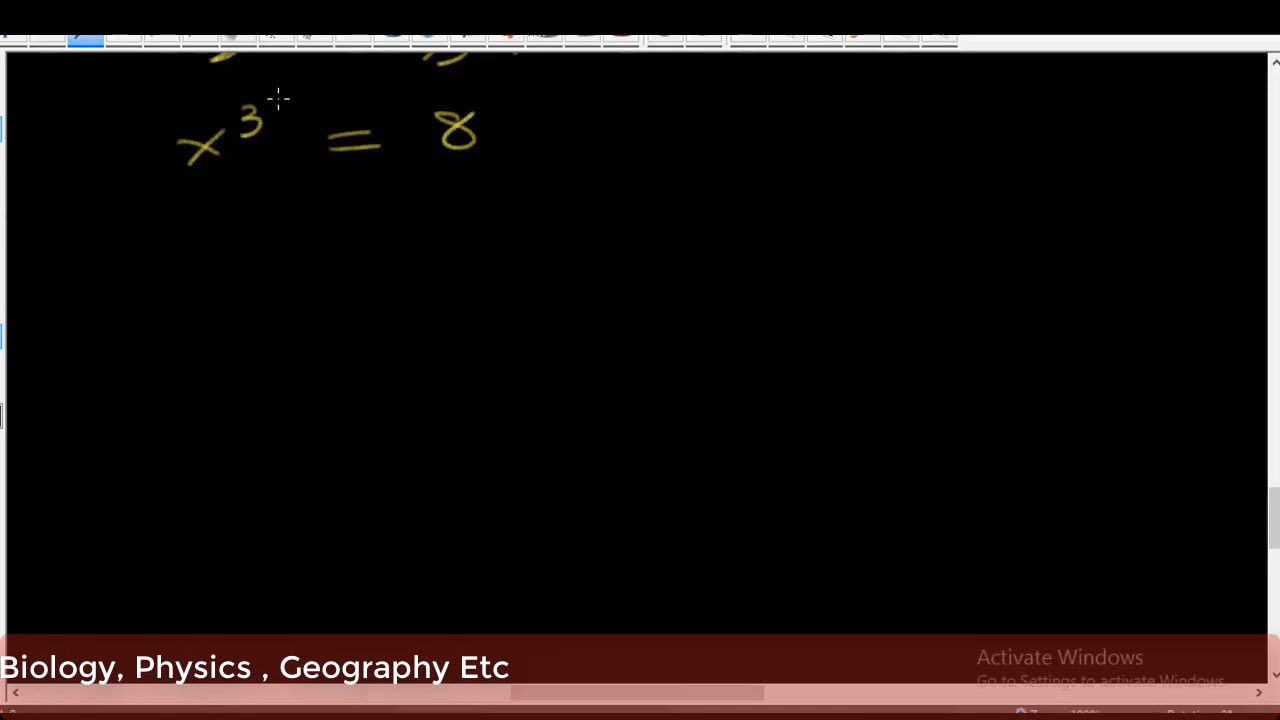 x³ = 8
Biology, Physics , Geography Etc
Activate Windows
Go to Settings to activate Windows.